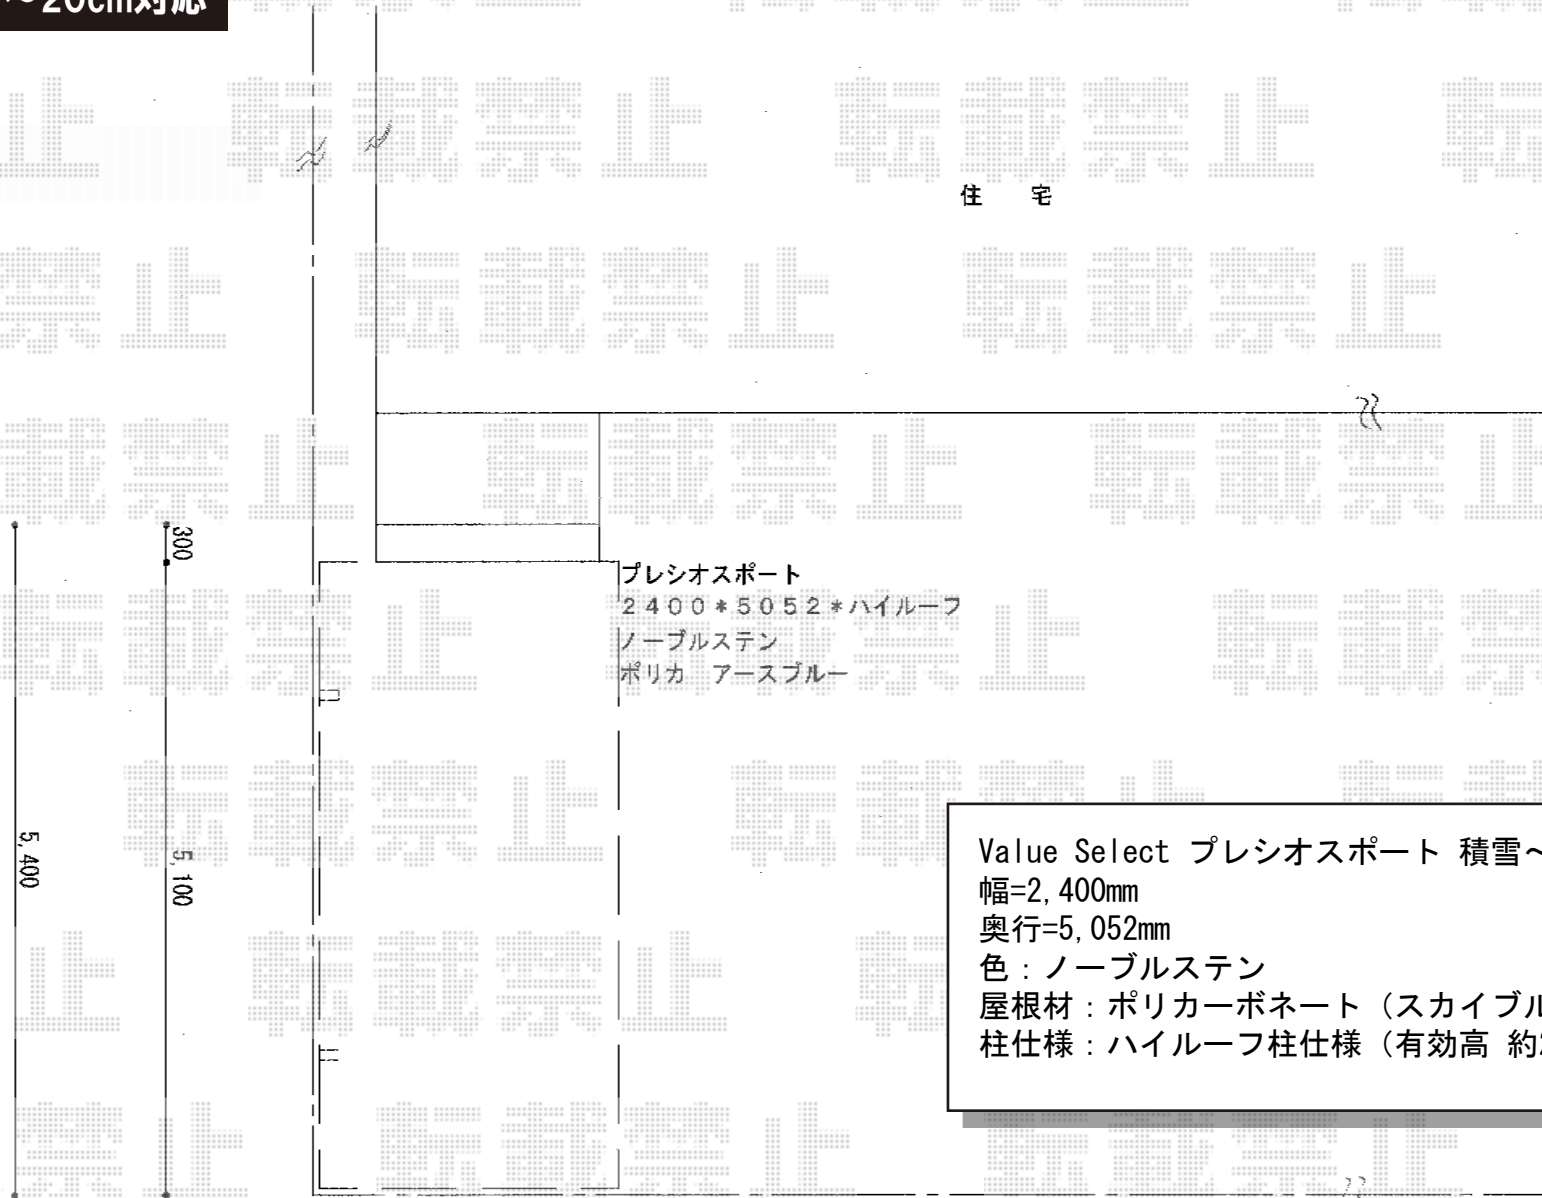 ～20cm対応
住　宅
300
プレシオスポート
2400*5052*ハイルーフ
ノーブルステン
ポリカ　アースブルー
5,400
5,100
Value Select プレシオスポート 積雪～
幅=2,400mm
奥行=5,052mm
色：ノーブルステン
屋根材：ポリカーボネート（スカイブル
柱仕様：ハイルーフ柱仕様（有効高 約2
転載禁止